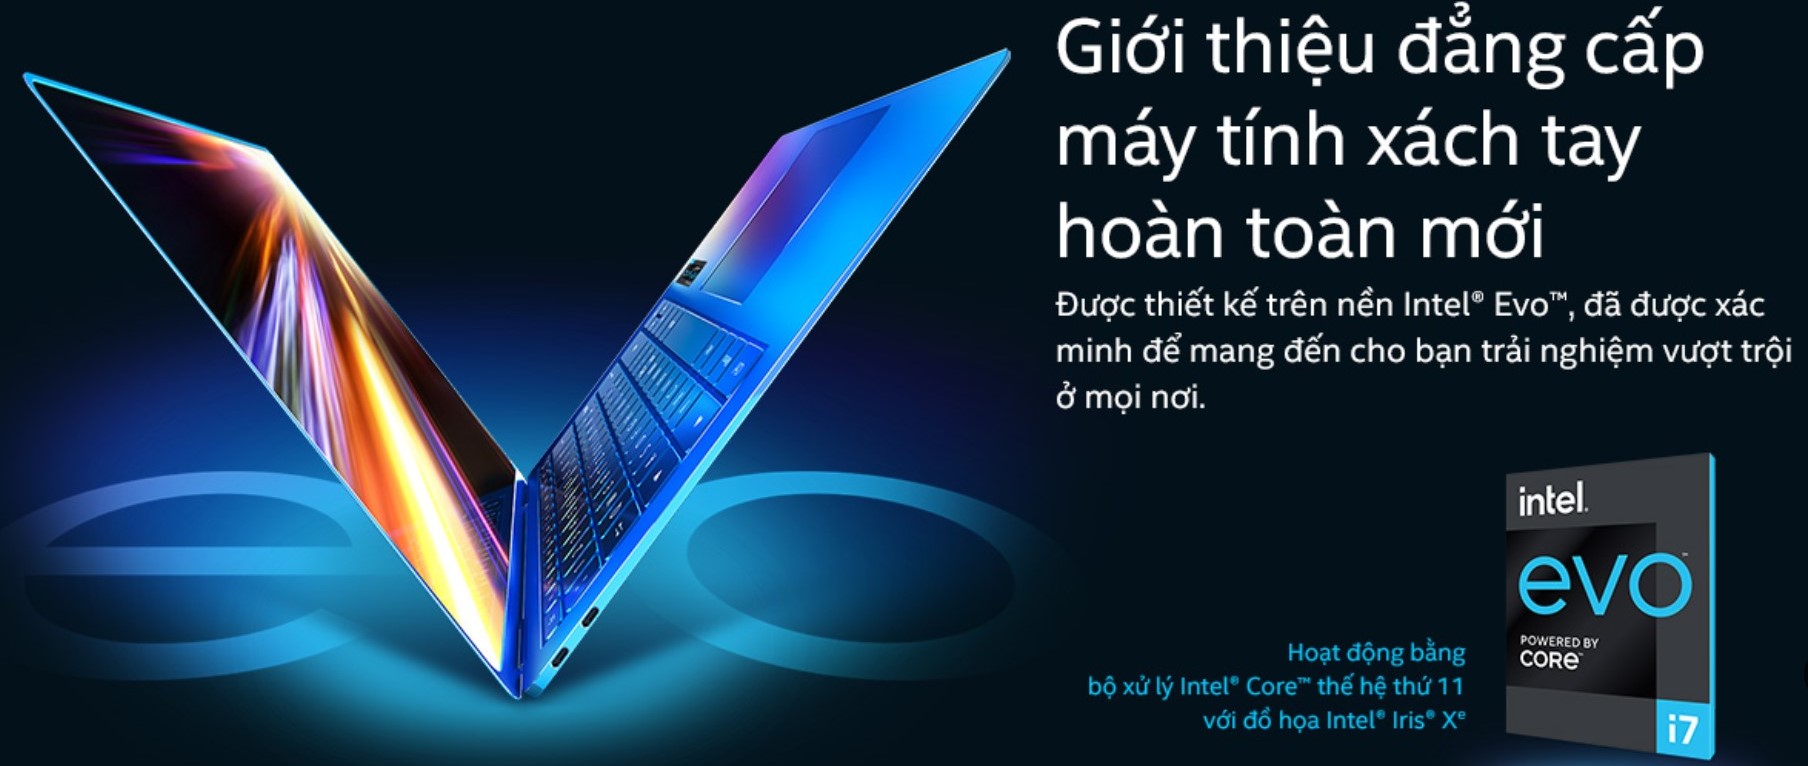 Giới thiệu đẳng cấp
máy tính xách tay
hoàn toàn mới
Được thiết kế trên nền Intel® Evo™, đã được xác
minh để mang đến cho bạn trải nghiệm vượt trội
ở mọi nơi.
Hoạt động bằng
bộ xử lý Intel® Core™ thế hệ thứ 11
với đồ họa Intel® Iris® Xᵉ
intel.
evo™
POWERED BY
CORE™
i7
evo